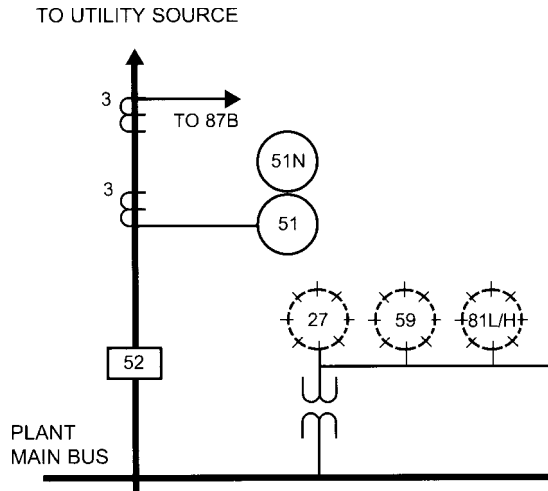 TO UTILITY SOURCE
3
TO 87B
51N
3
51
27
59
81L/H
52
PLANT
MAIN BUS